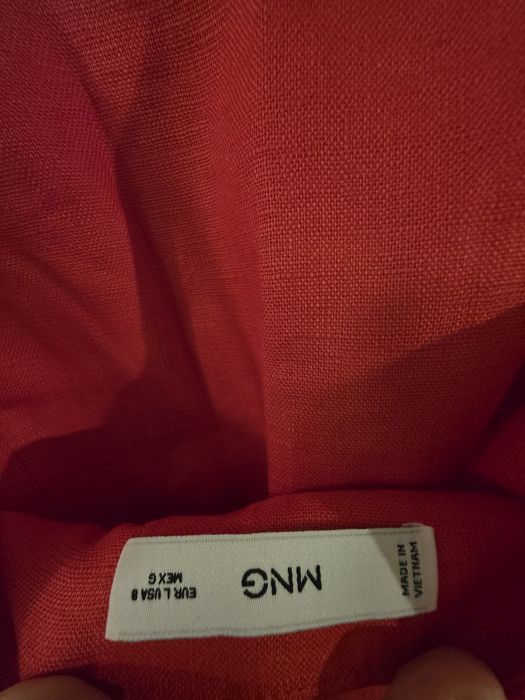 MNG
EUR L USA 8
MEX G
MADE IN
VIETNAM